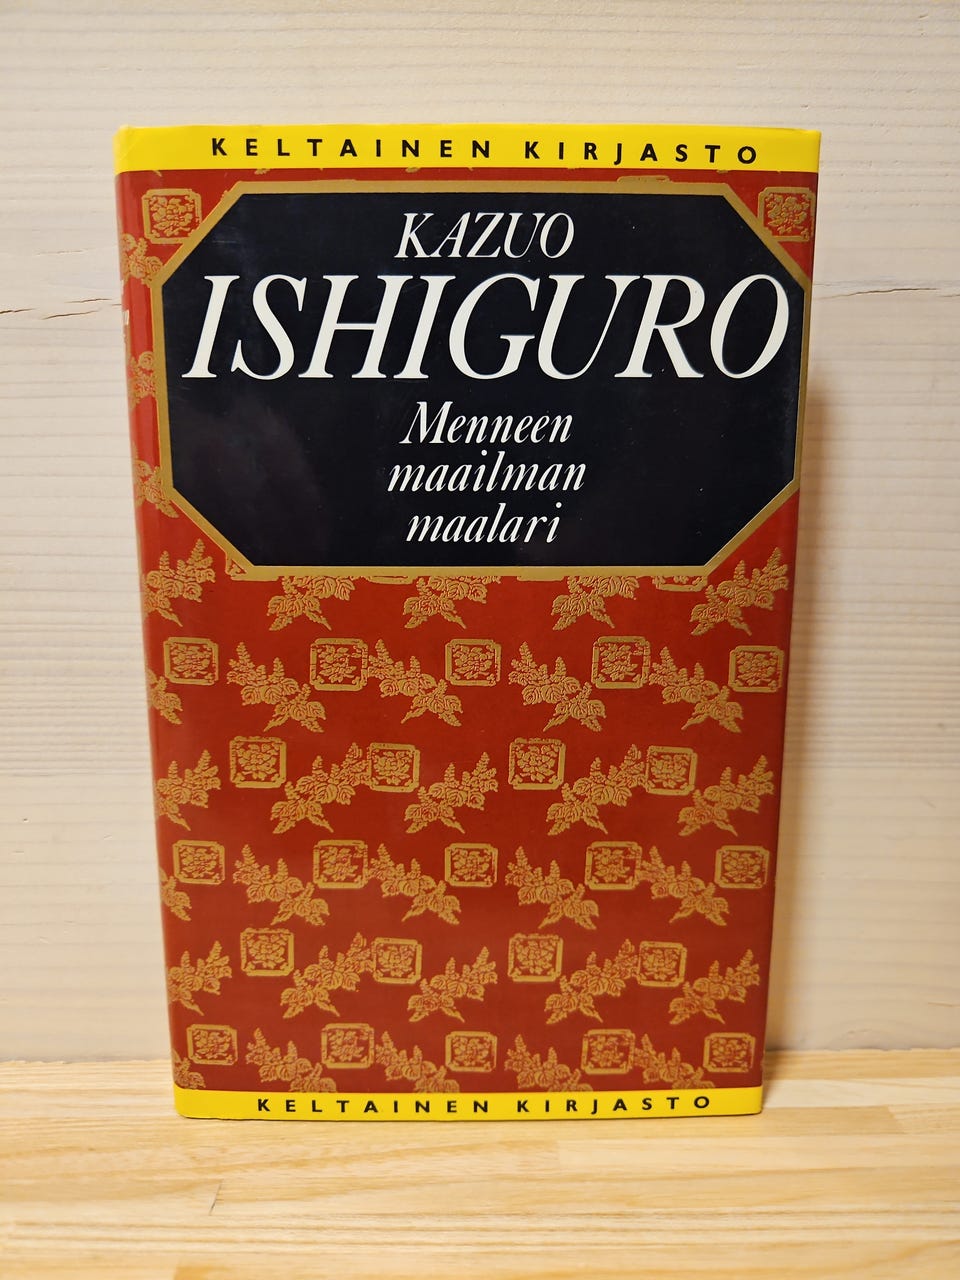 KELTAINEN KIRJASTO
KAZUO
ISHIGURO
Menneen
maailman
maalari
KELTAINEN KIRJASTO